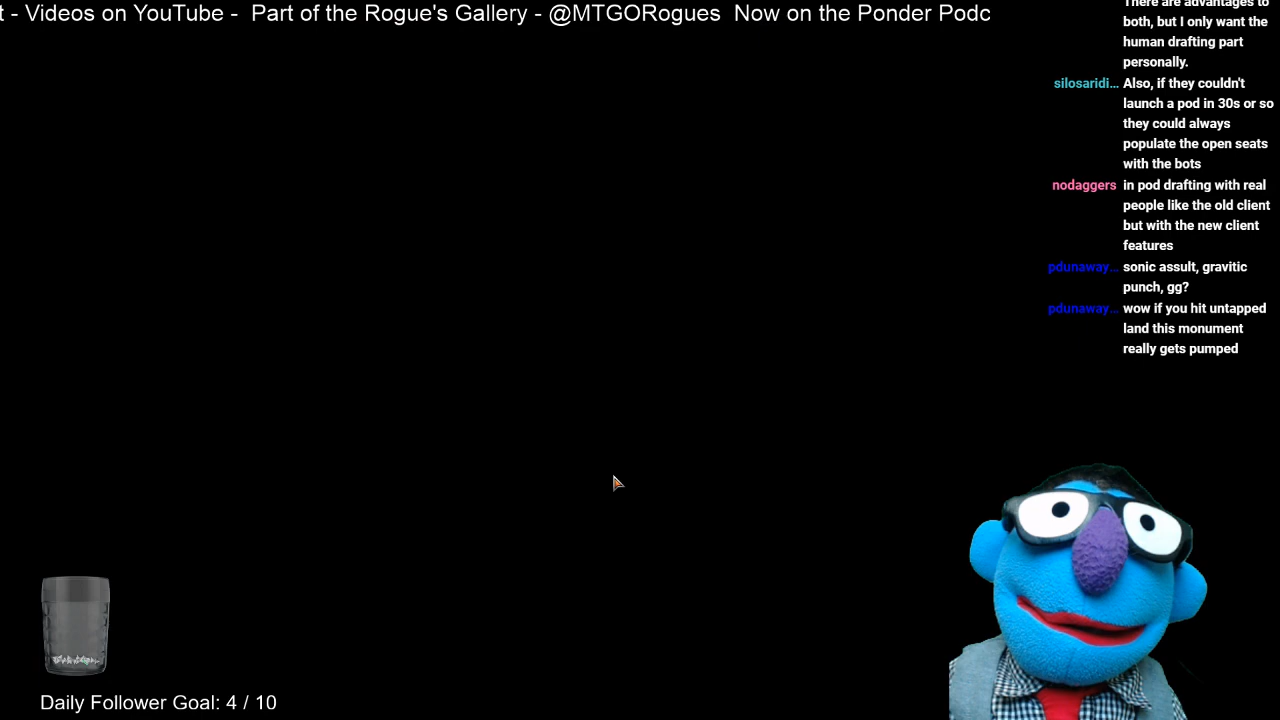 t - Videos on YouTube -  Part of the Rogue's Gallery - @MTGORogues  Now on the Ponder Podc
There are advantages to
both, but I only want the
human drafting part
personally.
silosaridi… Also, if they couldn't
launch a pod in 30s or so
they could always
populate the open seats
with the bots
nodaggers in pod drafting with real
people like the old client
but with the new client
features
pdunaway… sonic assult, gravitic
punch, gg?
pdunaway… wow if you hit untapped
land this monument
really gets pumped
Daily Follower Goal: 4 / 10